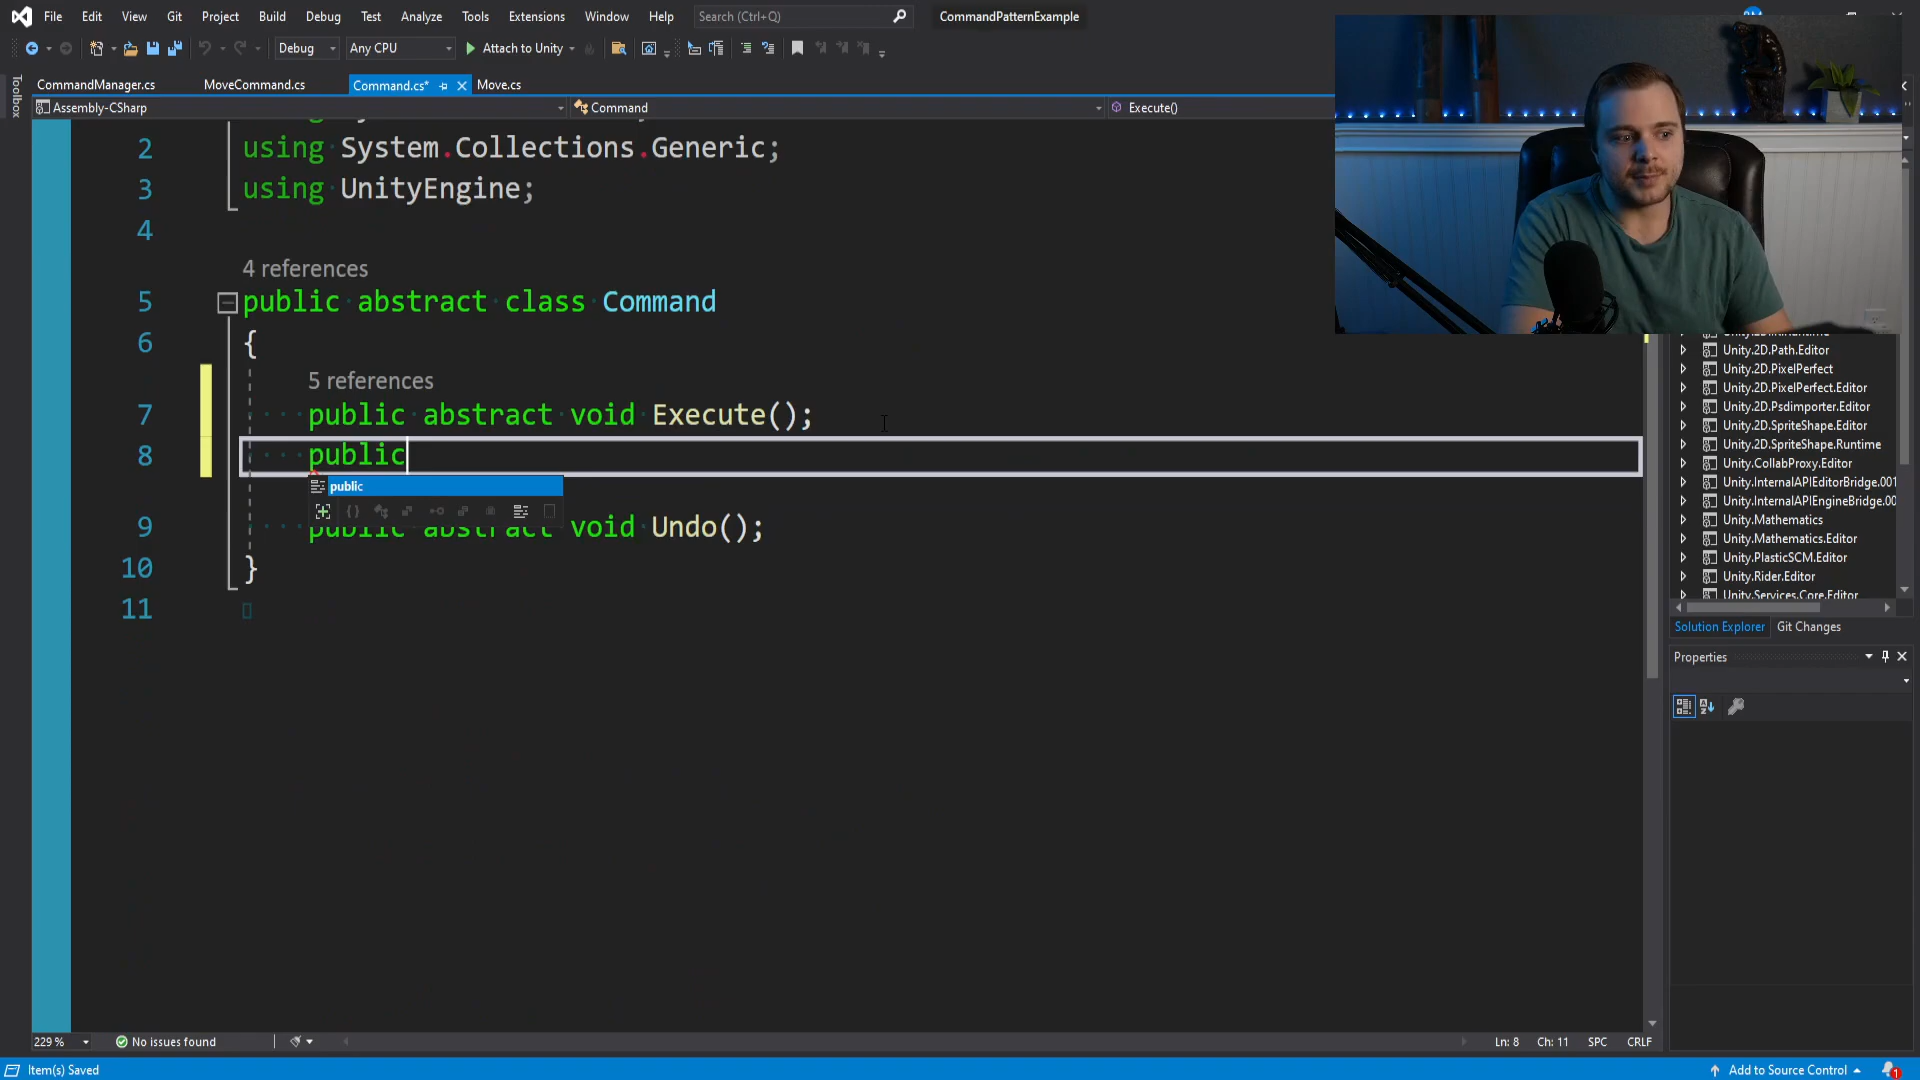 File Edit View Git Project Build Debug Test Analyze Tools Extensions Window Help Search (Ctrl+Q) CommandPatternExample
Debug Any CPU Attach to Unity
CommandManager.cs MoveCommand.cs Command.cs* Move.cs
Toolbox
Assembly-CSharp Command Execute()
2 using System.Collections.Generic;
3 using UnityEngine;
4
4 references
5 public abstract class Command
6 {
5 references
7 public abstract void Execute();
8 public
public
9 public abstract void Undo();
10 }
11
Unity.2D.Path.Editor
Unity.2D.PixelPerfect
Unity.2D.PixelPerfect.Editor
Unity.2D.Psdimporter.Editor
Unity.2D.SpriteShape.Editor
Unity.2D.SpriteShape.Runtime
Unity.CollabProxy.Editor
Unity.InternalAPIEditorBridge.001
Unity.InternalAPIEngineBridge.00
Unity.Mathematics
Unity.Mathematics.Editor
Unity.PlasticSCM.Editor
Unity.Rider.Editor
Unity.Services.Core.Editor
Solution Explorer Git Changes
Properties
229 % No issues found Ln: 8 Ch: 11 SPC CRLF
Item(s) Saved Add to Source Control 1